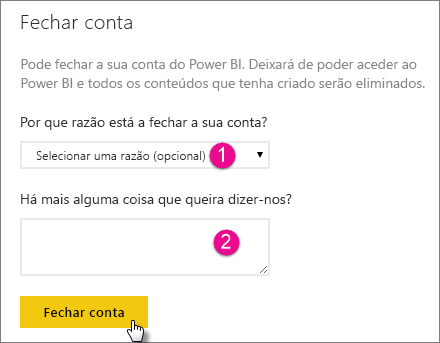 Fechar conta
Pode fechar a sua conta do Power BI. Deixará de poder aceder ao
Power BI e todos os conteúdos que tenha criado serão eliminados.
Por que razão está a fechar a sua conta?
Selecionar uma razão (opcional) 1
Há mais alguma coisa que queira dizer-nos?
2
Fechar conta